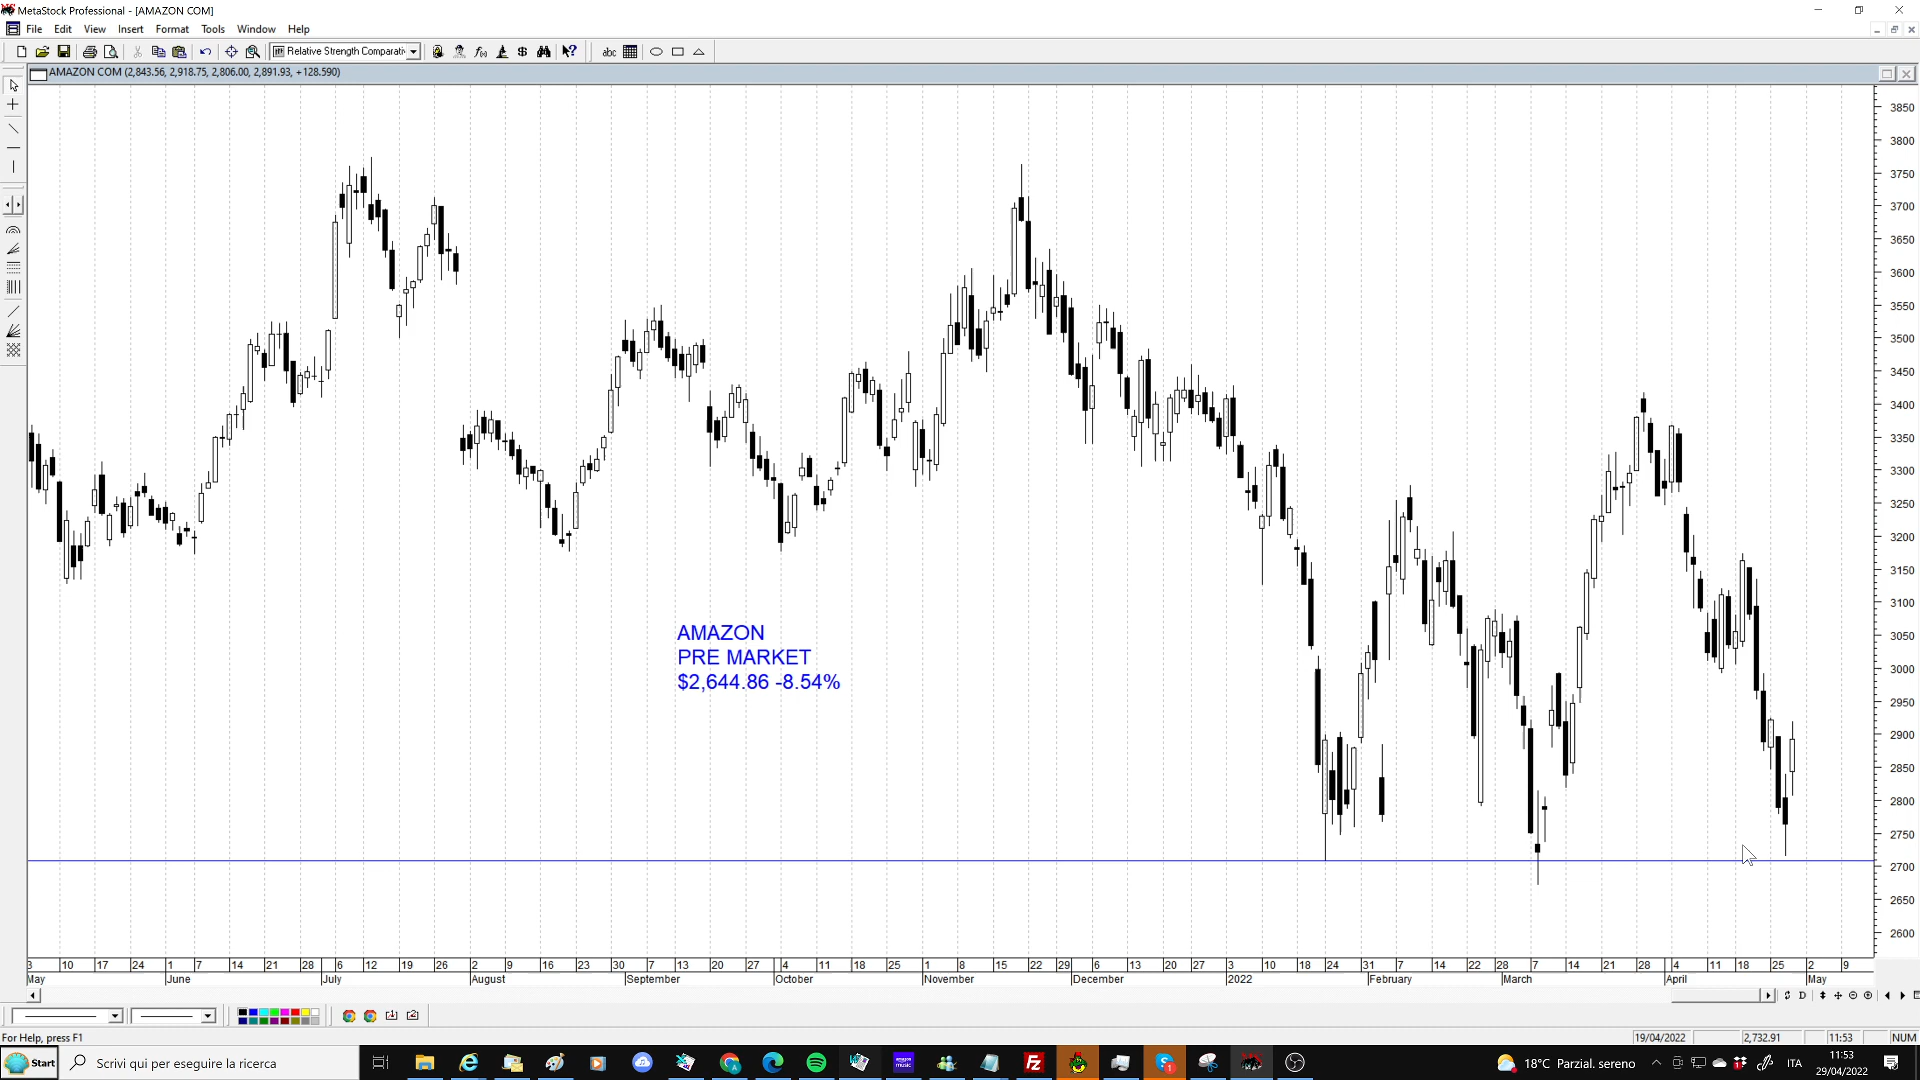 MetaStock Professional - [AMAZON COM]
File Edit View Insert Format Tools Window Help
Relative Strength Comparati
abc
AMAZON COM (2,843.56, 2,918.75, 2,806.00, 2,891.93, +128.590)
3850
3800
3750
3700
3650
3600
3550
3500
3450
3400
3350
3300
3250
3200
3150
3100
3050
3000
2950
2900
2850
2800
2750
2700
2650
2600
AMAZON
PRE MARKET
$2,644.86 -8.54%
3 10 17 24 1 7 14 21 28 6 12 19 26 2 9 16 23 30 7 13 20 27 4 11 18 25 1 8 15 22 29 6 13 20 27 3 10 18 24 31 7 14 22 28 7 14 21 28 4 11 18 25 2 9
May June July August September October November December 2022 February March April May
For Help, press F1
19/04/2022 2,732.91 11:53 NUM
Start Scrivi qui per eseguire la ricerca
18°C Parzial. sereno ITA
11:53
29/04/2022